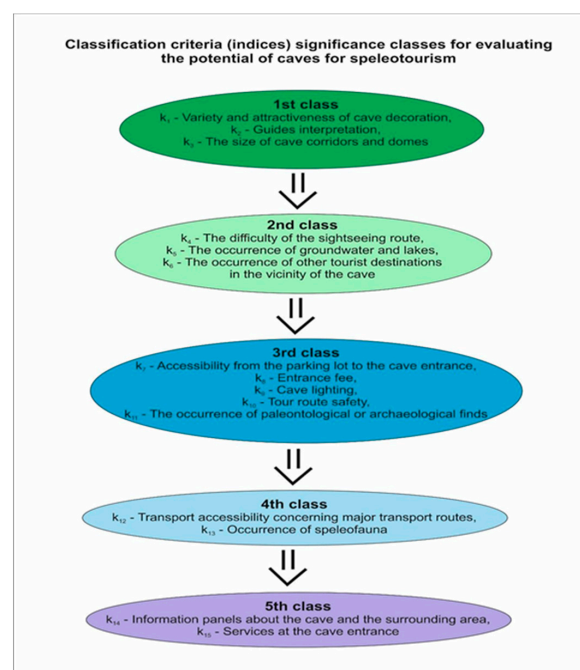 Classification criteria (indices) significance classes for evaluating
the potential of caves for speleotourism
1st class
k₁ - Variety and attractiveness of cave decoration,
k₂ - Guides interpretation,
k₃ - The size of cave corridors and domes
2nd class
k₄ - The difficulty of the sightseeing route,
k₅ - The occurrence of groundwater and lakes,
k₆ - The occurrence of other tourist destinations
in the vicinity of the cave
3rd class
k₇ - Accessibility from the parking lot to the cave entrance,
k₈ - Entrance fee,
k₉ - Cave lighting,
k₁₀ - Tour route safety,
k₁₁ - The occurrence of paleontological or archaeological finds
4th class
k₁₂ - Transport accessibility concerning major transport routes,
k₁₃ - Occurrence of speleofauna
5th class
k₁₄ - Information panels about the cave and the surrounding area,
k₁₅ - Services at the cave entrance